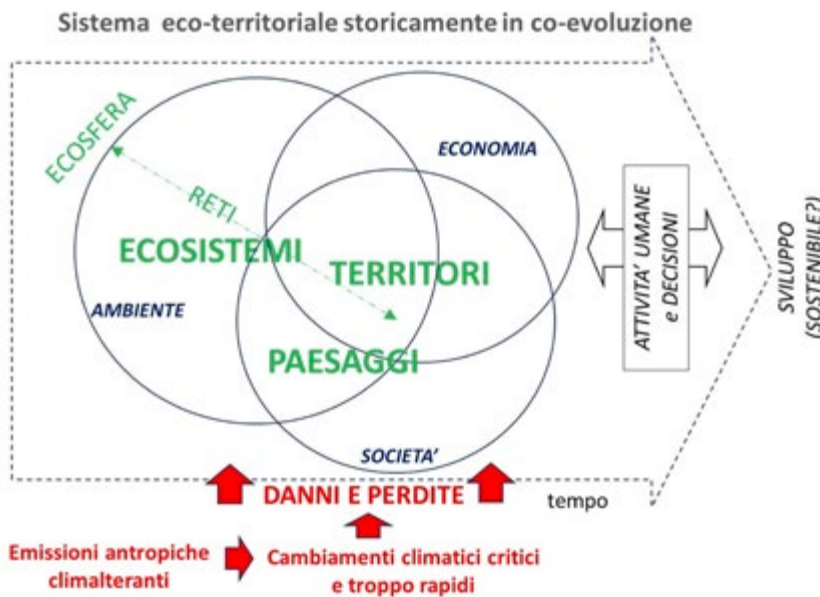 Sistema eco-territoriale storicamente in co-evoluzione
ECOSFERA
RETI
ECONOMIA
ECOSISTEMI
TERRITORI
AMBIENTE
PAESAGGI
SOCIETA'
ATTIVITA' UMANE
e DECISIONI
SVILUPPO
(SOSTENIBILE?)
DANNI E PERDITE
tempo
Emissioni antropiche
climalteranti
Cambiamenti climatici critici
e troppo rapidi